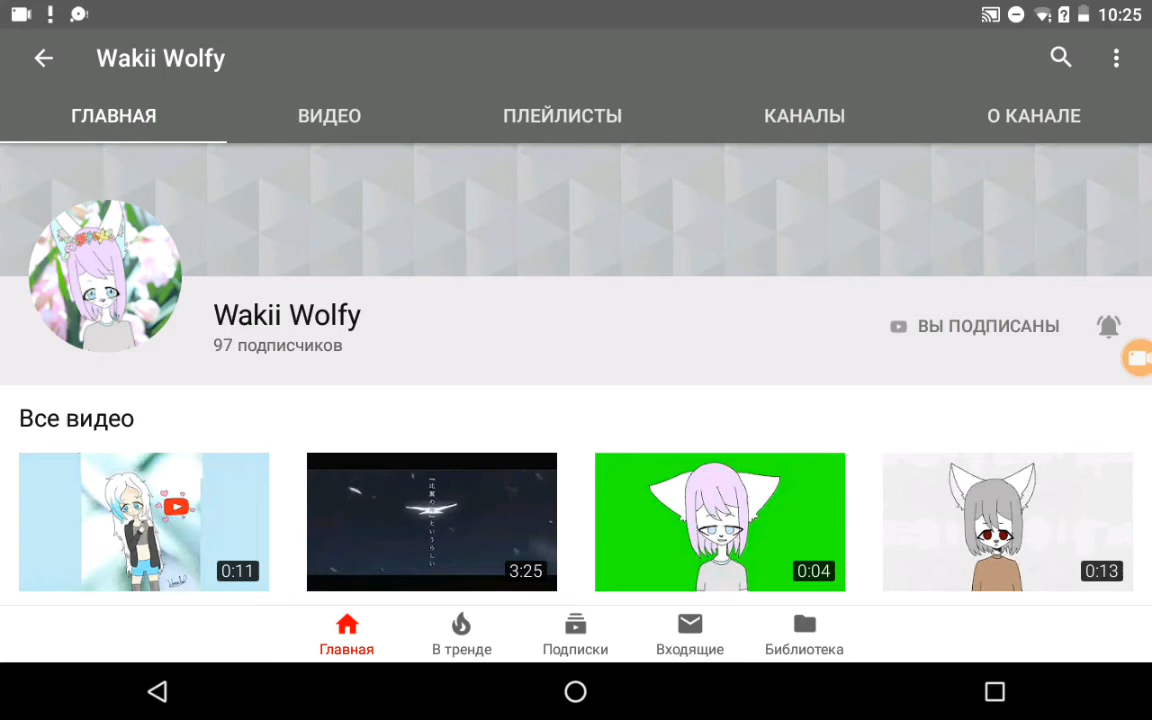 10:25
Wakii Wolfy
ГЛАВНАЯ
ВИДЕО
ПЛЕЙЛИСТЫ
КАНАЛЫ
О КАНАЛЕ
Wakii Wolfy
97 подписчиков
ВЫ ПОДПИСАНЫ
Все видео
0:11
3:25
0:04
0:13
Главная
В тренде
Подписки
Входящие
Библиотека